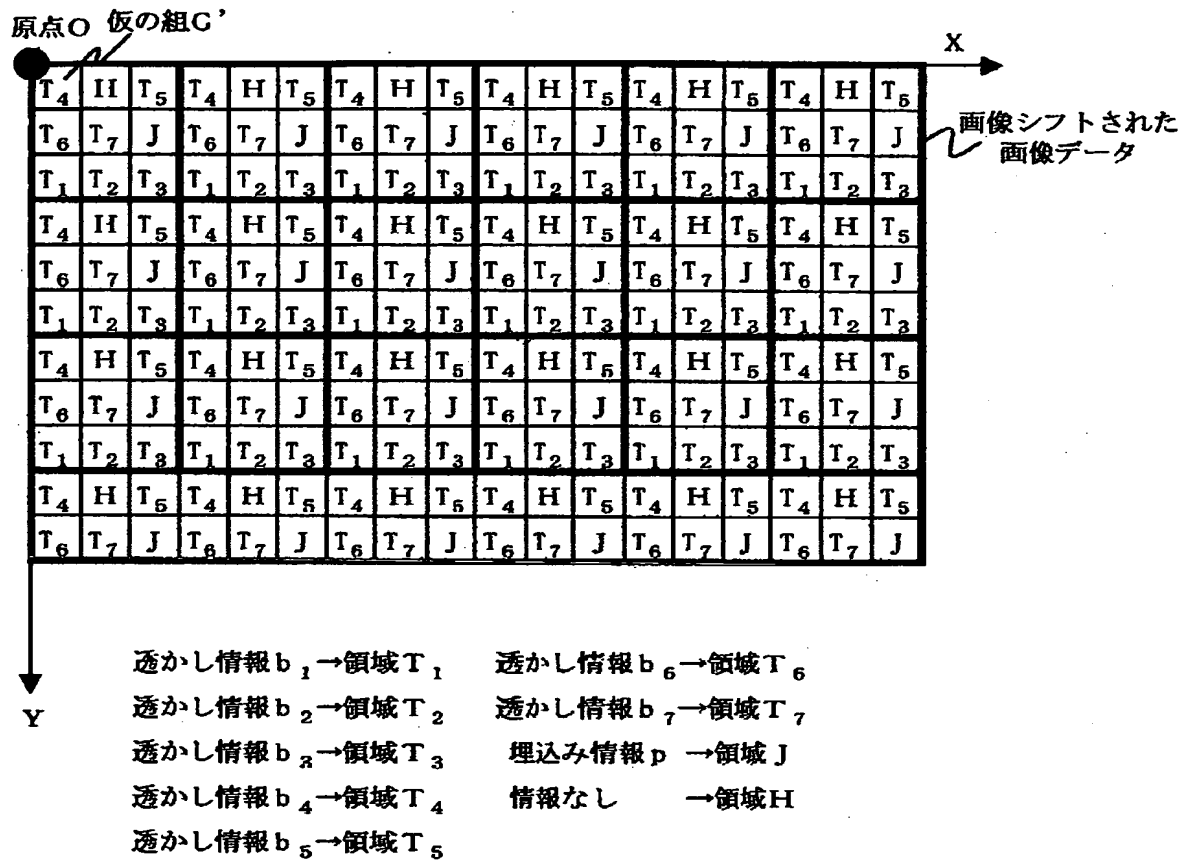 原点O 仮の組C'
X
T₄ H T₅ T₄ H T₅ T₄ H T₅ T₄ H T₅ T₄ H T₅ T₄ H T₅
T₆ T₇ J T₆ T₇ J T₆ T₇ J T₆ T₇ J T₆ T₇ J T₆ T₇ J
画像シフトされた
画像データ
T₁ T₂ T₃ T₁ T₂ T₃ T₁ T₂ T₃ T₁ T₂ T₃ T₁ T₂ T₃ T₁ T₂ T₃
T₄ H T₅ T₄ H T₅ T₄ H T₅ T₄ H T₅ T₄ H T₅ T₄ H T₅
T₆ T₇ J T₆ T₇ J T₆ T₇ J T₆ T₇ J T₆ T₇ J T₆ T₇ J
T₁ T₂ T₃ T₁ T₂ T₃ T₁ T₂ T₃ T₁ T₂ T₃ T₁ T₂ T₃ T₁ T₂ T₃
T₄ H T₅ T₄ H T₅ T₄ H T₅ T₄ H T₅ T₄ H T₅ T₄ H T₅
T₆ T₇ J T₆ T₇ J T₆ T₇ J T₆ T₇ J T₆ T₇ J T₆ T₇ J
T₁ T₂ T₃ T₁ T₂ T₃ T₁ T₂ T₃ T₁ T₂ T₃ T₁ T₂ T₃ T₁ T₂ T₃
T₄ H T₅ T₄ H T₅ T₄ H T₅ T₄ H T₅ T₄ H T₅ T₄ H T₅
T₆ T₇ J T₆ T₇ J T₆ T₇ J T₆ T₇ J T₆ T₇ J T₆ T₇ J
Y
透かし情報b₁→領域T₁ 透かし情報b₆→領域T₆
透かし情報b₂→領域T₂ 透かし情報b₇→領域T₇
透かし情報b₃→領域T₃ 埋込み情報p →領域J
透かし情報b₄→領域T₄ 情報なし →領域H
透かし情報b₅→領域T₅